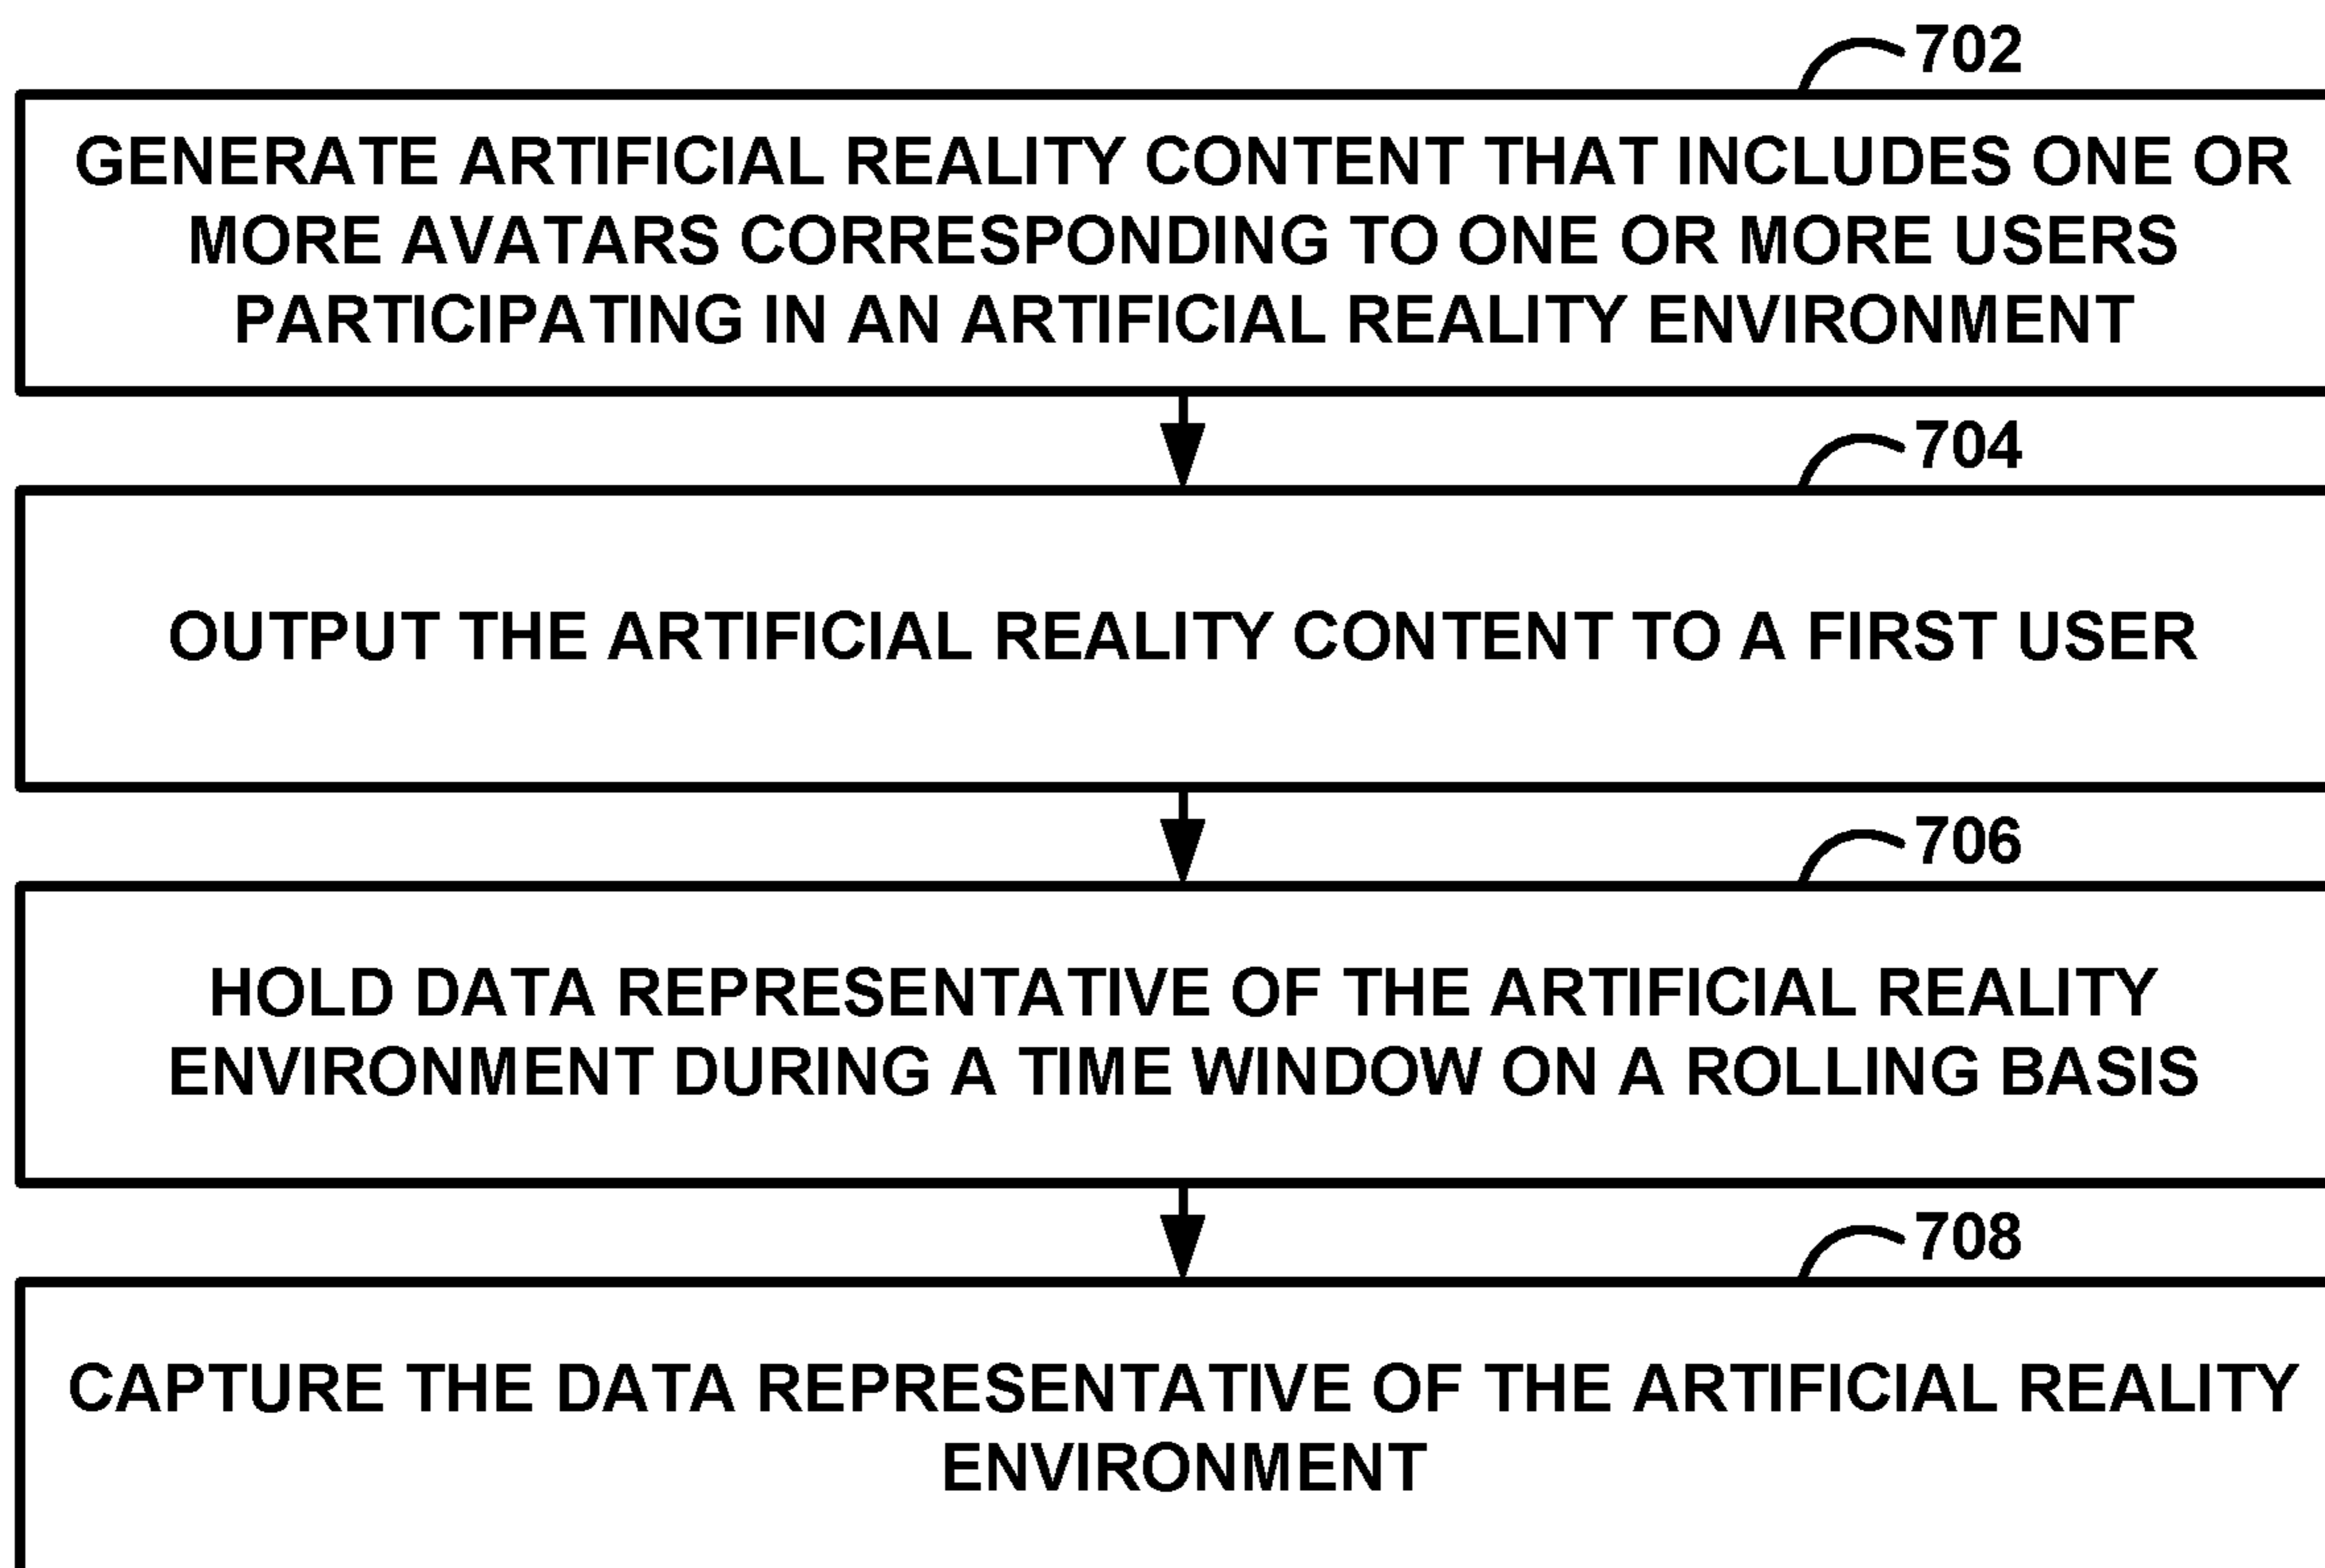 702
GENERATE ARTIFICIAL REALITY CONTENT THAT INCLUDES ONE OR
MORE AVATARS CORRESPONDING TO ONE OR MORE USERS
PARTICIPATING IN AN ARTIFICIAL REALITY ENVIRONMENT
704
OUTPUT THE ARTIFICIAL REALITY CONTENT TO A FIRST USER
706
HOLD DATA REPRESENTATIVE OF THE ARTIFICIAL REALITY
ENVIRONMENT DURING A TIME WINDOW ON A ROLLING BASIS
708
CAPTURE THE DATA REPRESENTATIVE OF THE ARTIFICIAL REALITY
ENVIRONMENT